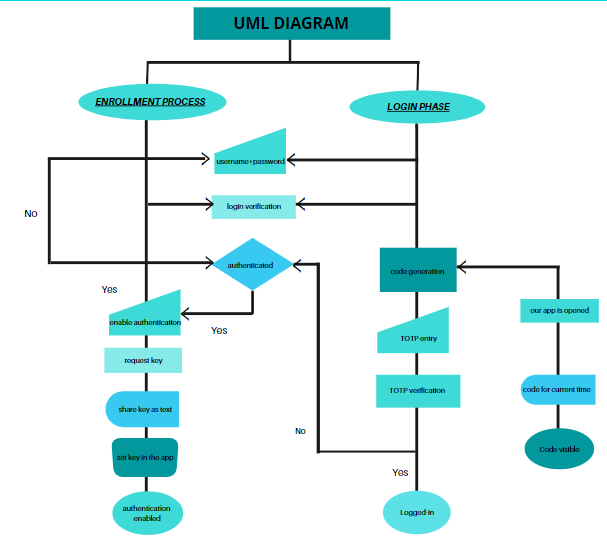 UML DIAGRAM
ENROLLMENT PROCESS
LOGIN PHASE
username+password
login verification
No
authenticated
code generation
Yes
enable authentication
Yes
our app is opened
TOTP entry
request key
TOTP verification
code for current time
share key as text
No
Code visible
set key in the app
Yes
authentication
enabled
Logged-in